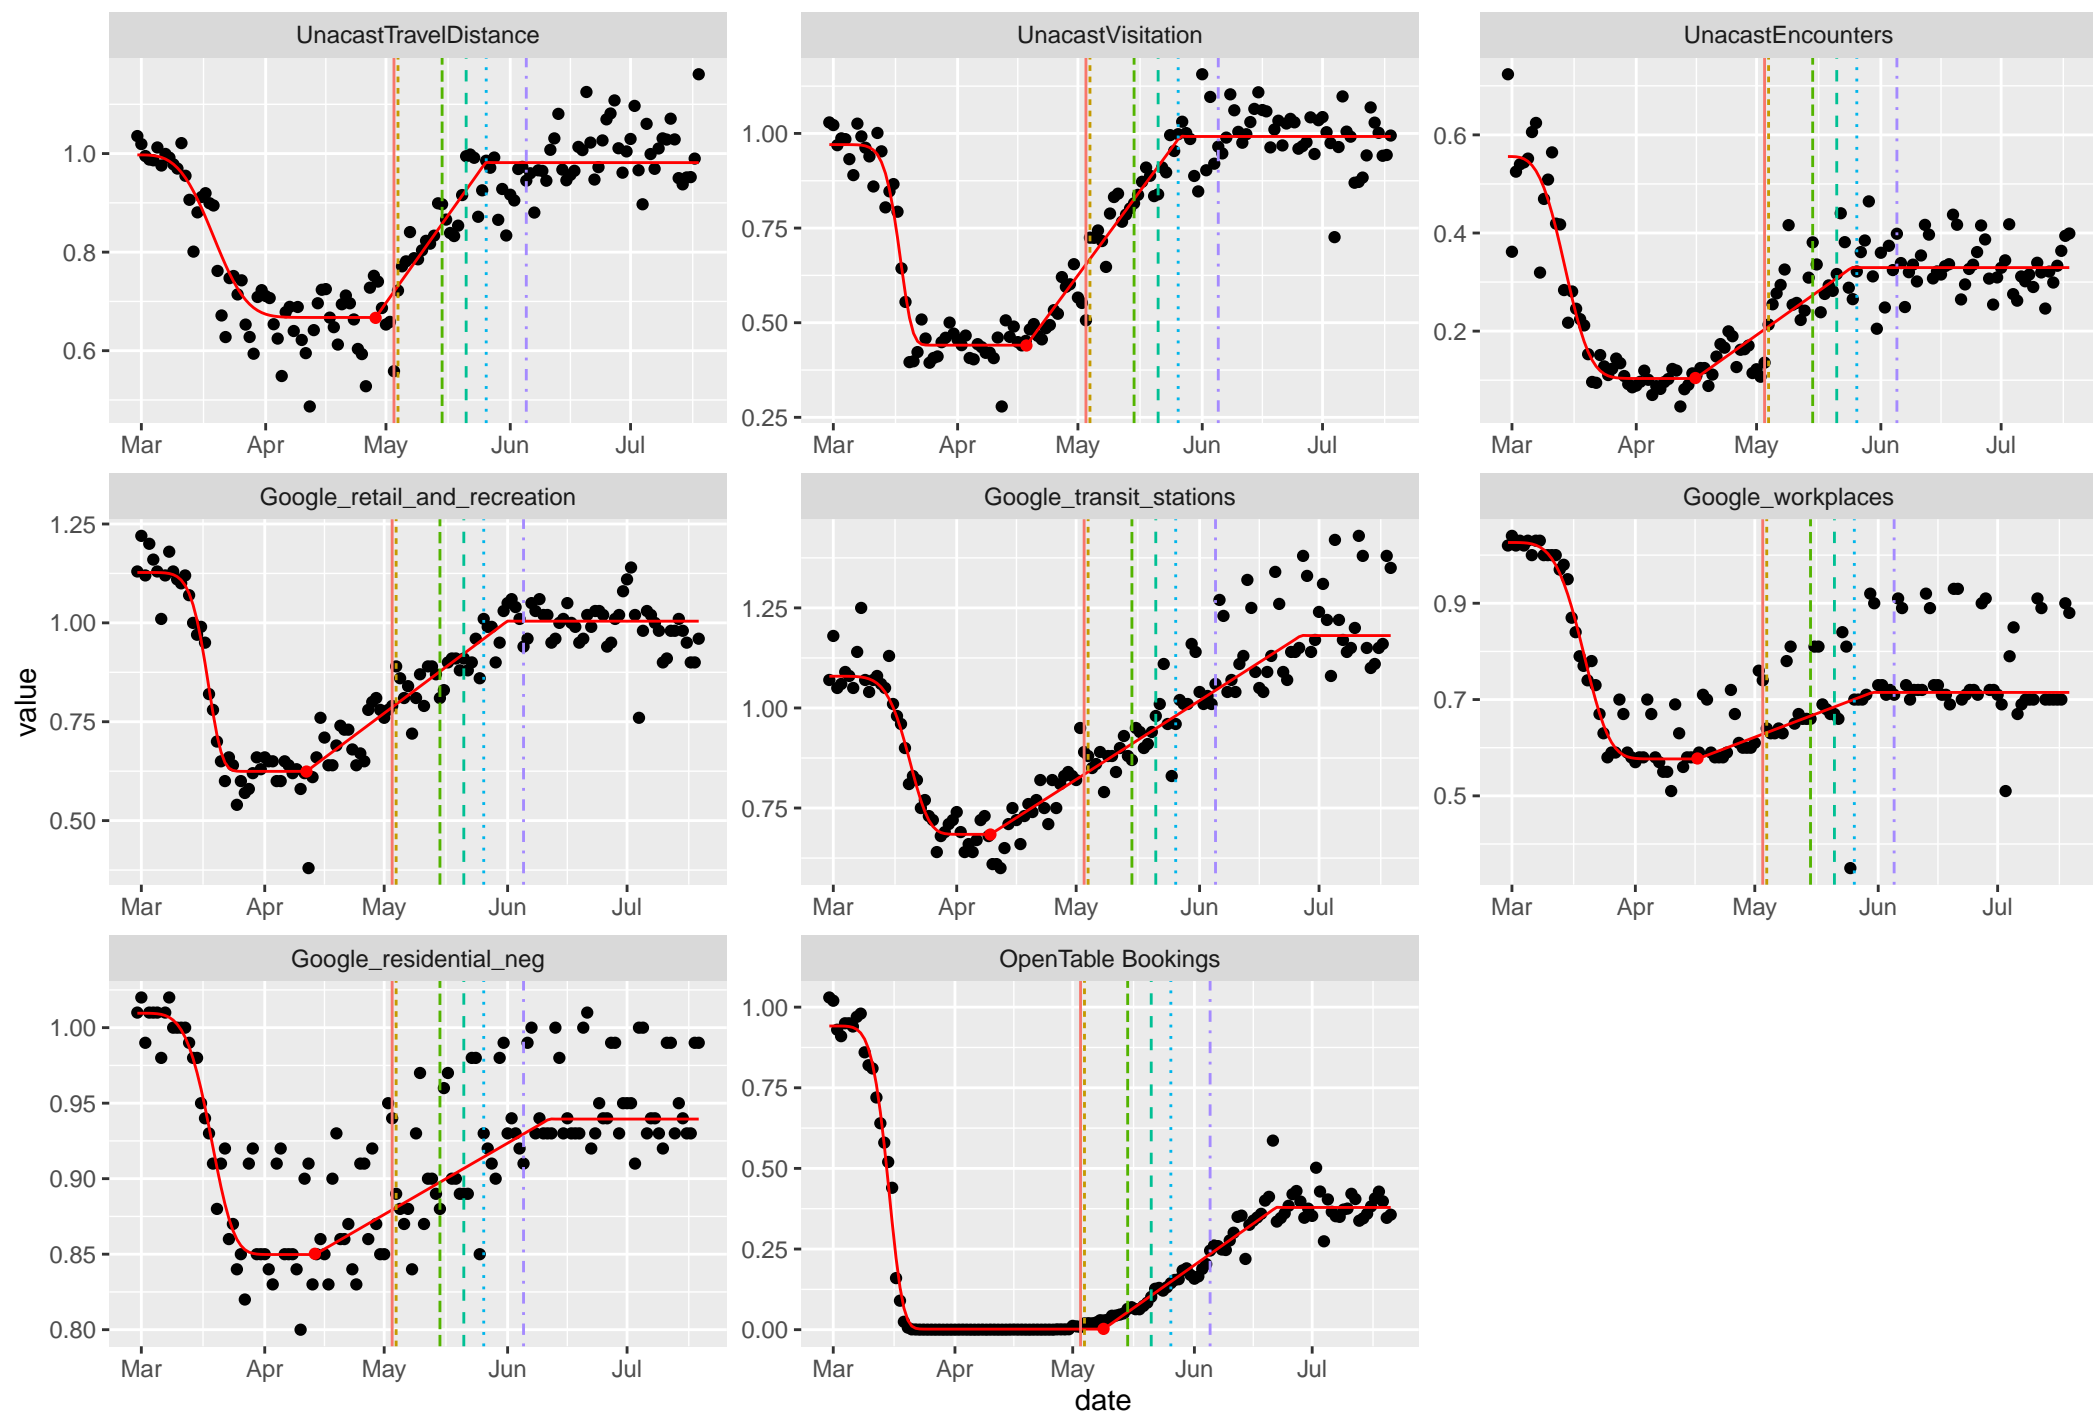 UnacastTravelDistance
UnacastVisitation
UnacastEncounters
1.0
0.8
0.6
1.00
0.75
0.50
0.25
0.6
0.4
0.2
Mar Apr May Jun Jul
Mar Apr May Jun Jul
Mar Apr May Jun Jul
Google_retail_and_recreation
Google_transit_stations
Google_workplaces
value
1.25
1.00
0.75
0.50
1.25
1.00
0.75
0.9
0.7
0.5
Mar Apr May Jun Jul
Mar Apr May Jun Jul
Mar Apr May Jun Jul
Google_residential_neg
OpenTable Bookings
1.00
0.95
0.90
0.85
0.80
1.00
0.75
0.50
0.25
0.00
Mar Apr May Jun Jul
Mar Apr May Jun Jul
date